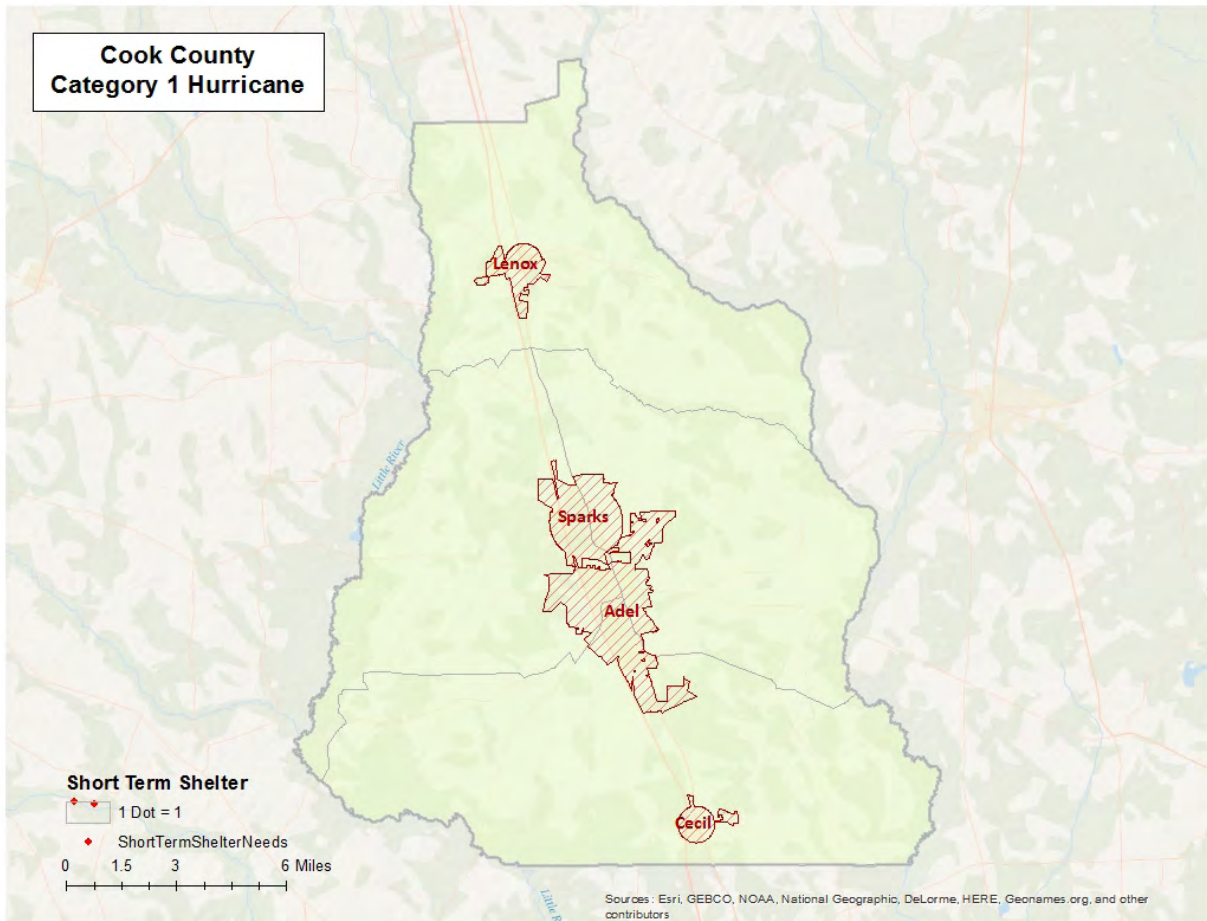 Cook County
Category 1 Hurricane
Lenox
Little River
Sparks
Adel
Cecil
Short Term Shelter
1 Dot = 1
ShortTermShelterNeeds
0 1.5 3 6 Miles
Little R
Sources: Esri, GEBCO, NOAA, National Geographic, DeLorme, HERE, Geonames.org, and other
contributors